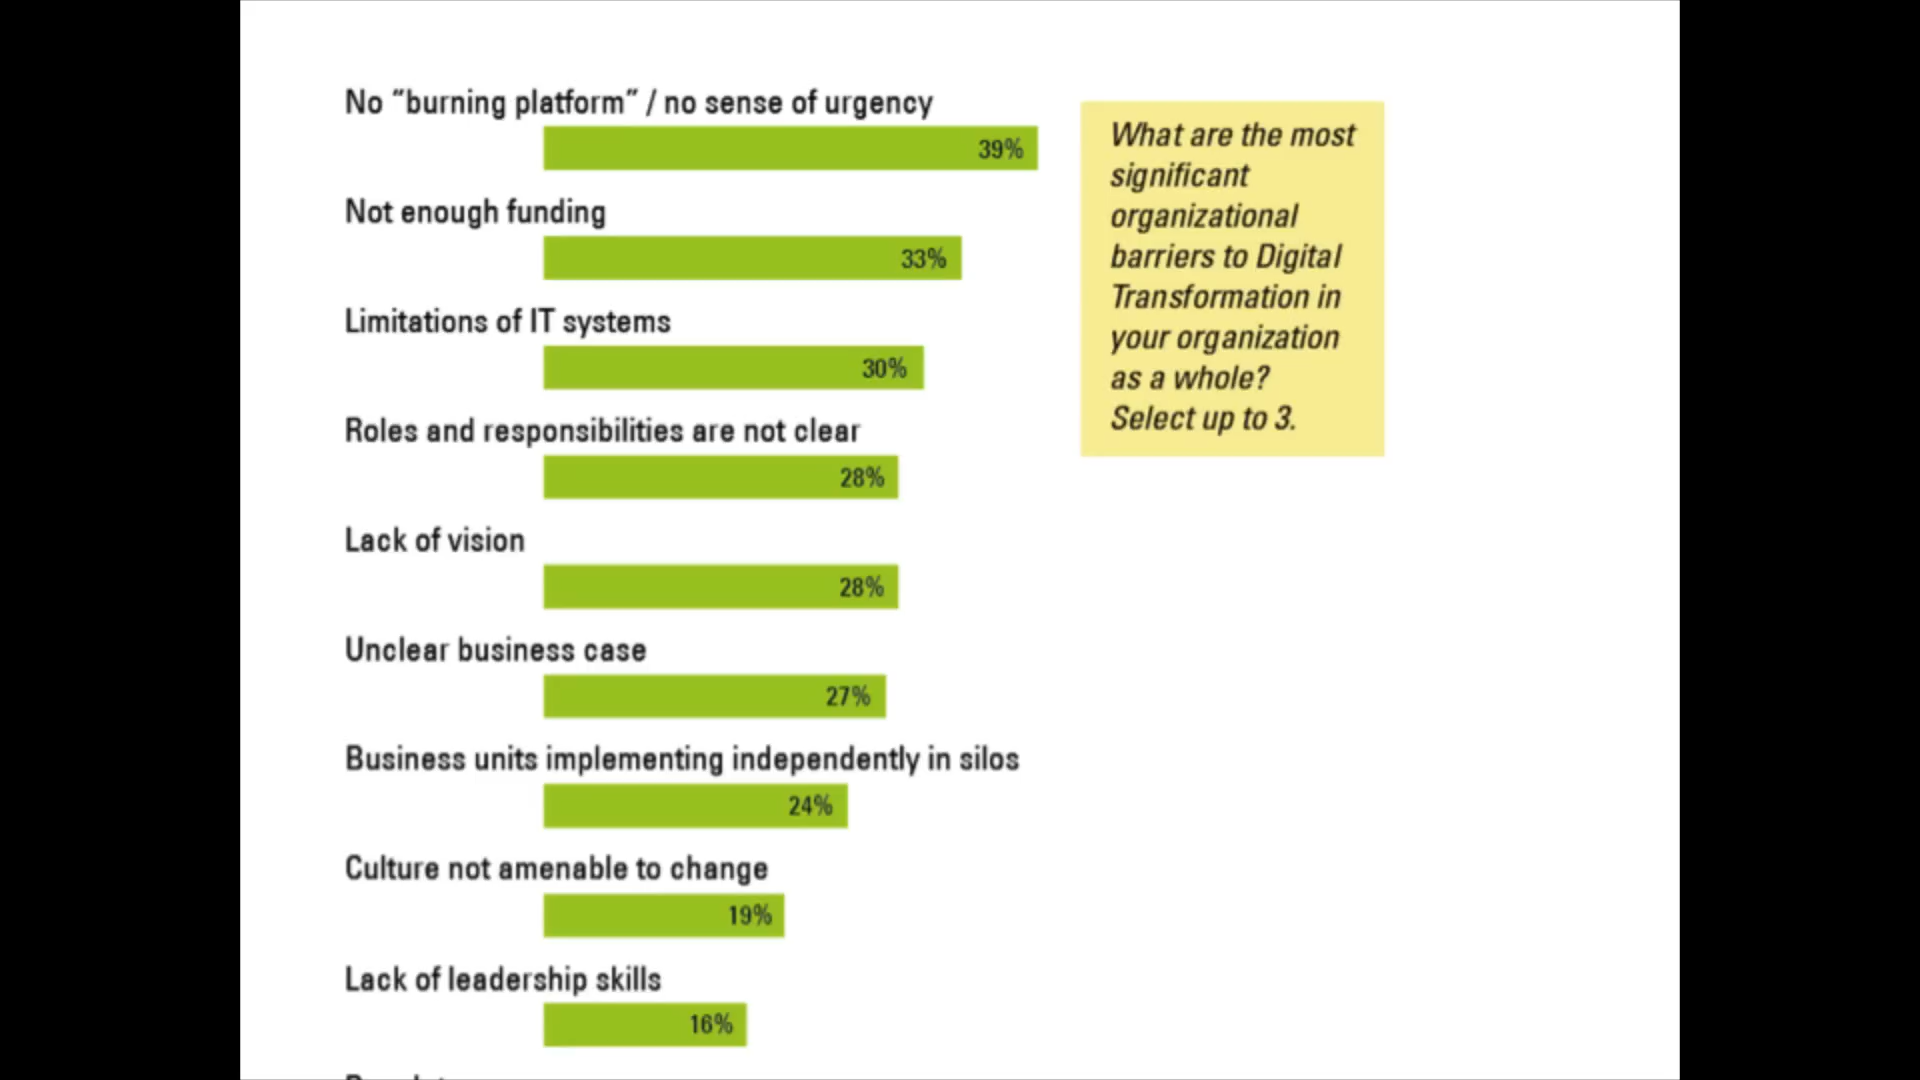 No “burning platform” / no sense of urgency
39%
Not enough funding
33%
Limitations of IT systems
30%
Roles and responsibilities are not clear
28%
Lack of vision
28%
Unclear business case
27%
Business units implementing independently in silos
24%
Culture not amenable to change
19%
Lack of leadership skills
16%
What are the most
significant
organizational
barriers to Digital
Transformation in
your organization
as a whole?
Select up to 3.